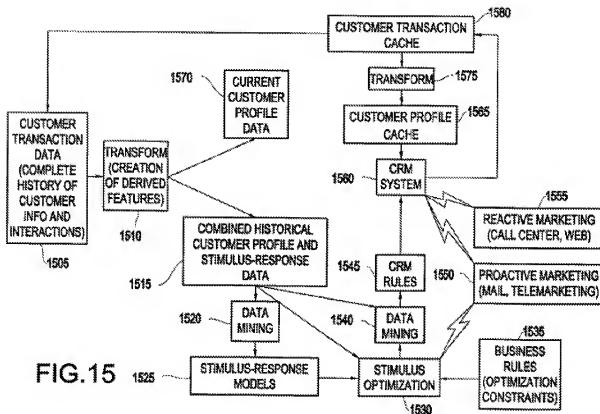 1580
CUSTOMER TRANSACTION
CACHE
1570
CURRENT
CUSTOMER
PROFILE
DATA
TRANSFORM
1575
1565
CUSTOMER PROFILE
CACHE
CUSTOMER
TRANSACTION
DATA
(COMPLETE
HISTORY OF
CUSTOMER
INFO AND
INTERACTIONS)
1505
TRANSFORM
(CREATION
OF DERIVED
FEATURES)
1510
1560
CRM
SYSTEM
1555
REACTIVE MARKETING
(CALL CENTER, WEB)
COMBINED HISTORICAL
CUSTOMER PROFILE AND
STIMULUS-RESPONSE
DATA
1515
1545
CRM
RULES
1550
PROACTIVE MARKETING
(MAIL, TELEMARKETING)
1520
DATA
MINING
1540
DATA
MINING
1535
BUSINESS
RULES
(OPTIMIZATION
CONSTRAINTS)
FIG.15
1525
STIMULUS-RESPONSE
MODELS
STIMULUS
OPTIMIZATION
1530